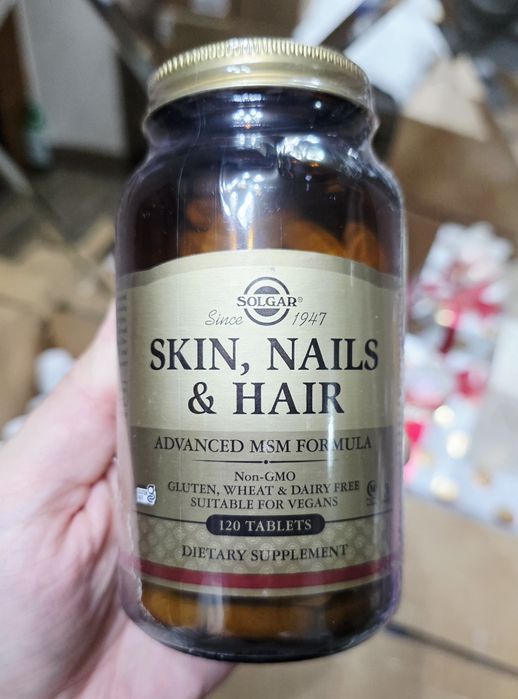 SOLGAR®
Since 1947
SKIN, NAILS
& HAIR
ADVANCED MSM FORMULA
Non-GMO
GLUTEN, WHEAT & DAIRY FREE
SUITABLE FOR VEGANS
120 TABLETS
DIETARY SUPPLEMENT